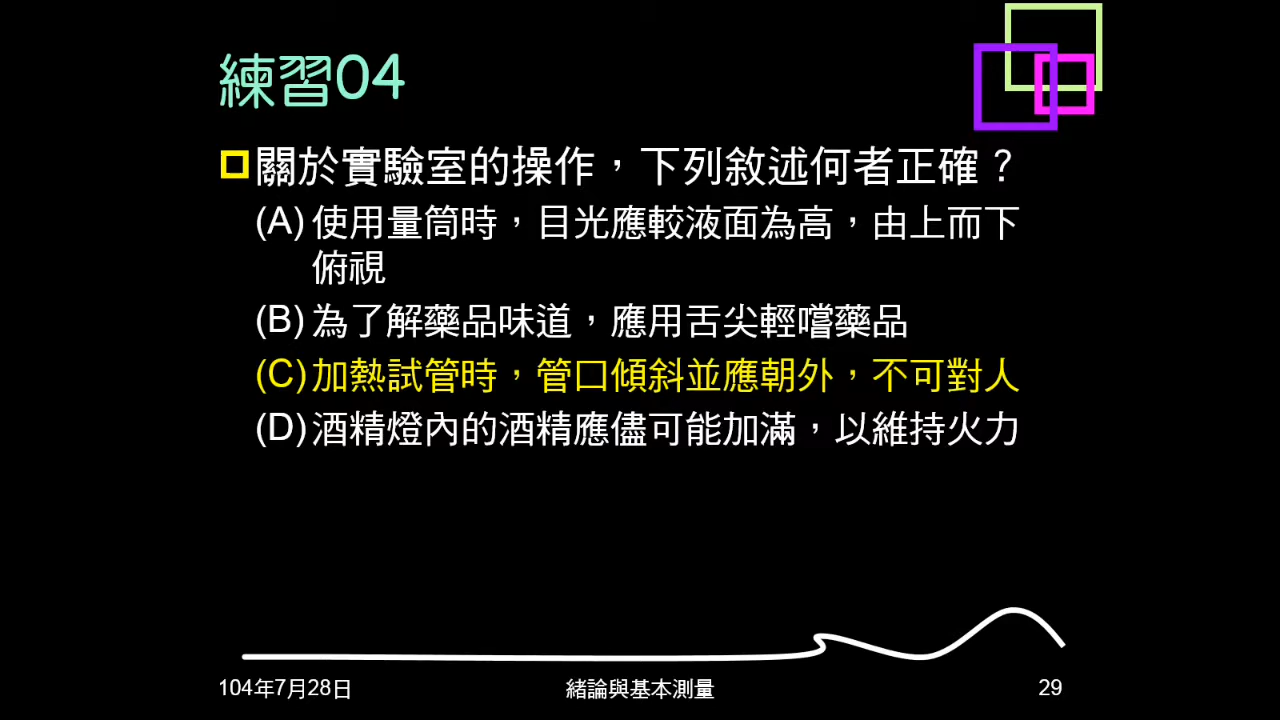 練習04
關於實驗室的操作，下列敘述何者正確？
(A) 使用量筒時，目光應較液面為高，由上而下
俯視
(B) 為了解藥品味道，應用舌尖輕嚐藥品
(C) 加熱試管時，管口傾斜並應朝外，不可對人
(D) 酒精燈內的酒精應儘可能加滿，以維持火力
104年7月28日
緒論與基本測量
29